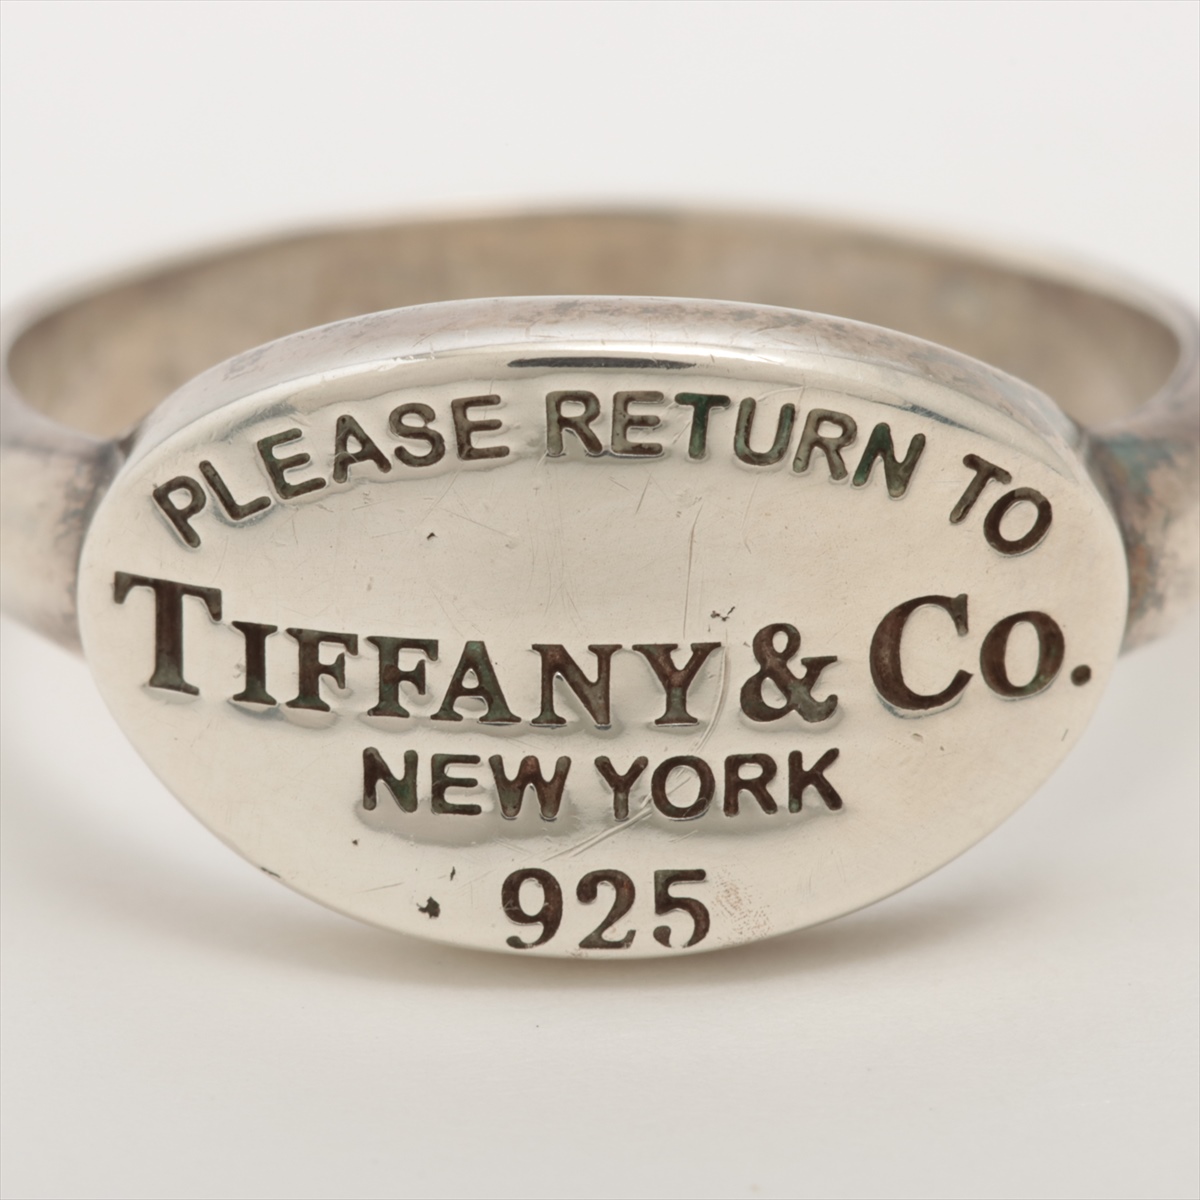 PLEASE RETURN TO
TIFFANY & CO.
NEW YORK
925